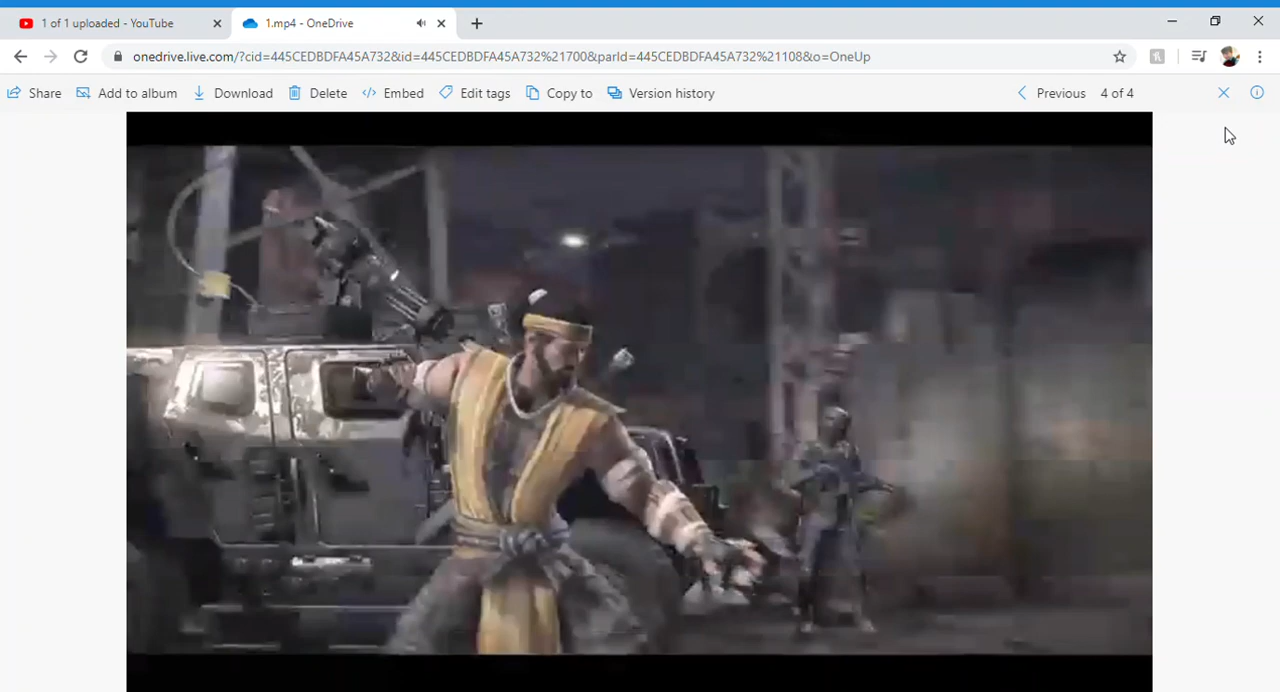 1 of 1 uploaded - YouTube
1.mp4 - OneDrive
onedrive.live.com/?cid=445CEDBDFA45A732&id=445CEDBDFA45A732%21700&parId=445CEDBDFA45A732%21108&o=OneUp
Share Add to album Download Delete Embed Edit tags Copy to Version history Previous 4 of 4